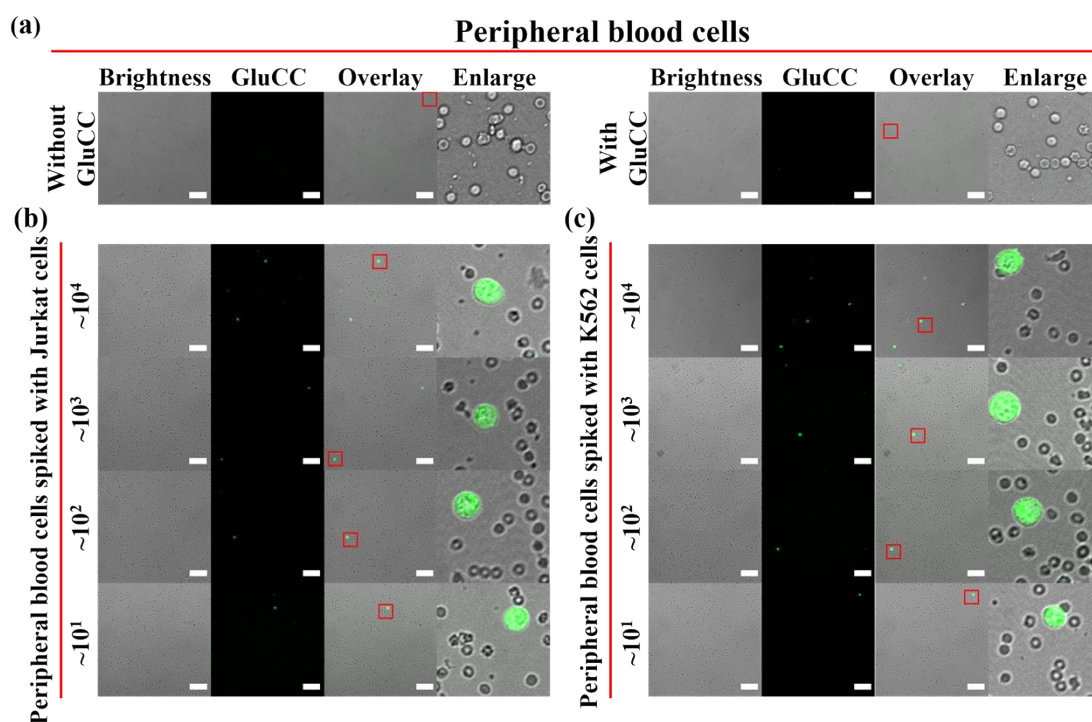 (a)
Peripheral blood cells
Brightness GluCC Overlay Enlarge
Without
GluCC
Brightness GluCC Overlay Enlarge
With
GluCC
(b)
Peripheral blood cells spiked with Jurkat cells
~10⁴
~10³
~10²
~10¹
(c)
Peripheral blood cells spiked with K562 cells
~10⁴
~10³
~10²
~10¹